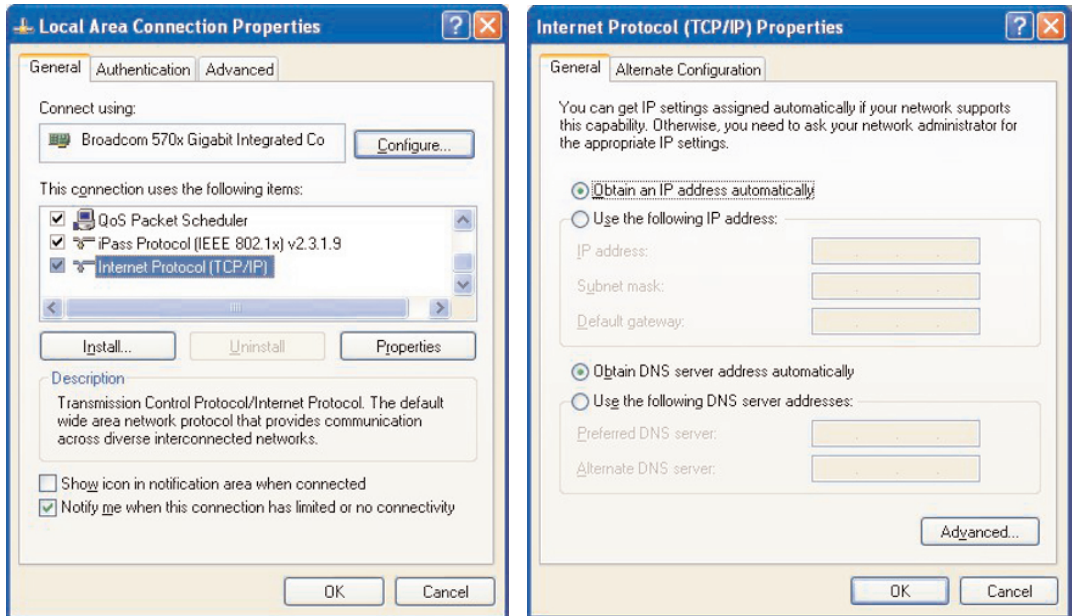 Local Area Connection Properties
General Authentication Advanced
Connect using:
Broadcom 570x Gigabit Integrated Co
Configure...
This connection uses the following items:
QoS Packet Scheduler
iPass Protocol (IEEE 802.1x) v2.3.1.9
Internet Protocol (TCP/IP)
Install... Uninstall Properties
Description
Transmission Control Protocol/Internet Protocol. The default
wide area network protocol that provides communication
across diverse interconnected networks.
Show icon in notification area when connected
Notify me when this connection has limited or no connectivity
OK Cancel
Internet Protocol (TCP/IP) Properties
General Alternate Configuration
You can get IP settings assigned automatically if your network supports
this capability. Otherwise, you need to ask your network administrator for
the appropriate IP settings.
Obtain an IP address automatically
Use the following IP address:
IP address:
Subnet mask:
Default gateway:
Obtain DNS server address automatically
Use the following DNS server addresses:
Preferred DNS server:
Alternate DNS server:
Advanced...
OK Cancel